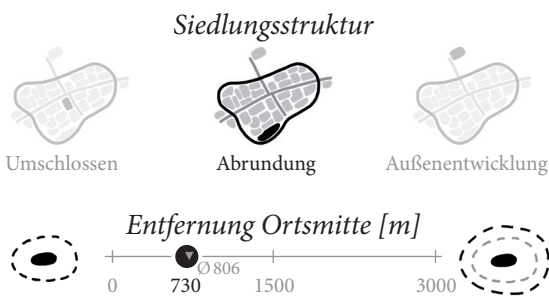 Siedlungsstruktur
Umschlossen Abrundung Außenentwicklung
Entfernung Ortsmitte [m]
Ø 806
0 730 1500 3000